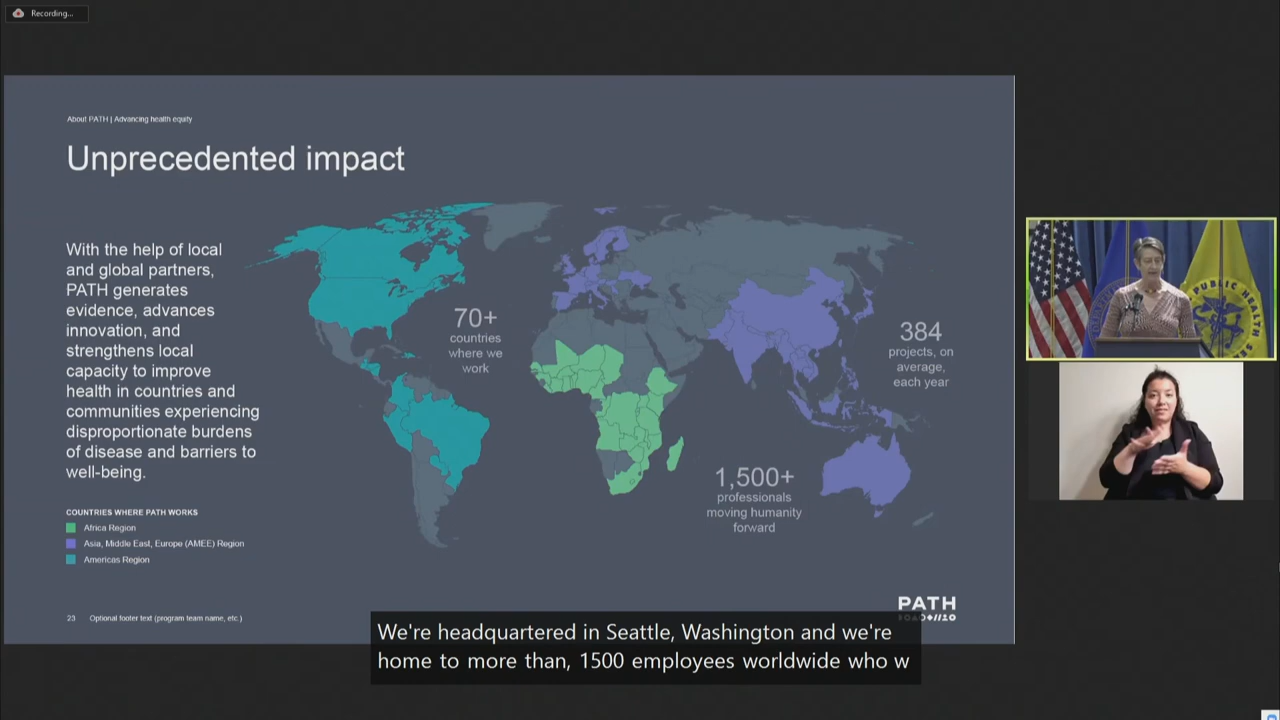 Recording...
About PATH | Advancing health equity
Unprecedented impact
With the help of local
and global partners,
PATH generates
evidence, advances
innovation, and
strengthens local
capacity to improve
health in countries and
communities experiencing
disproportionate burdens
of disease and barriers to
well-being.
70+
countries
where we
work
384
projects, on
average,
each year
1,500+
professionals
moving humanity
forward
COUNTRIES WHERE PATH WORKS
Africa Region
Asia, Middle East, Europe (AMEE) Region
Americas Region
23 Optional footer text (program team name, etc.)
PATH
PUBLIC HEALTH SE
We're headquartered in Seattle, Washington and we're
home to more than, 1500 employees worldwide who w